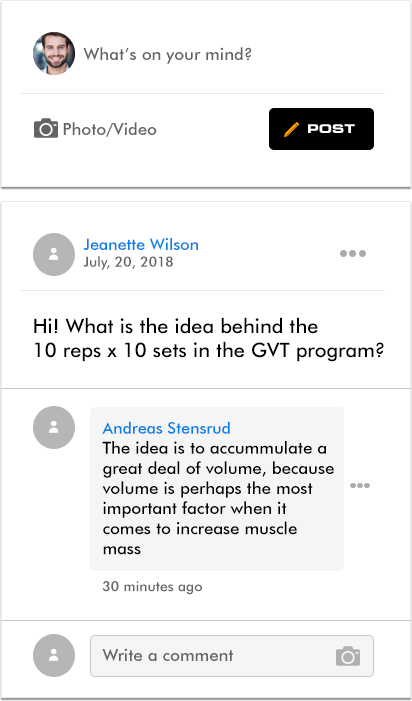 What's on your mind?
Photo/Video
POST
Jeanette Wilson
July, 20, 2018
Hi! What is the idea behind the
10 reps x 10 sets in the GVT program?
Andreas Stensrud
The idea is to accummulate a
great deal of volume, because
volume is perhaps the most
important factor when it
comes to increase muscle
mass
30 minutes ago
Write a comment